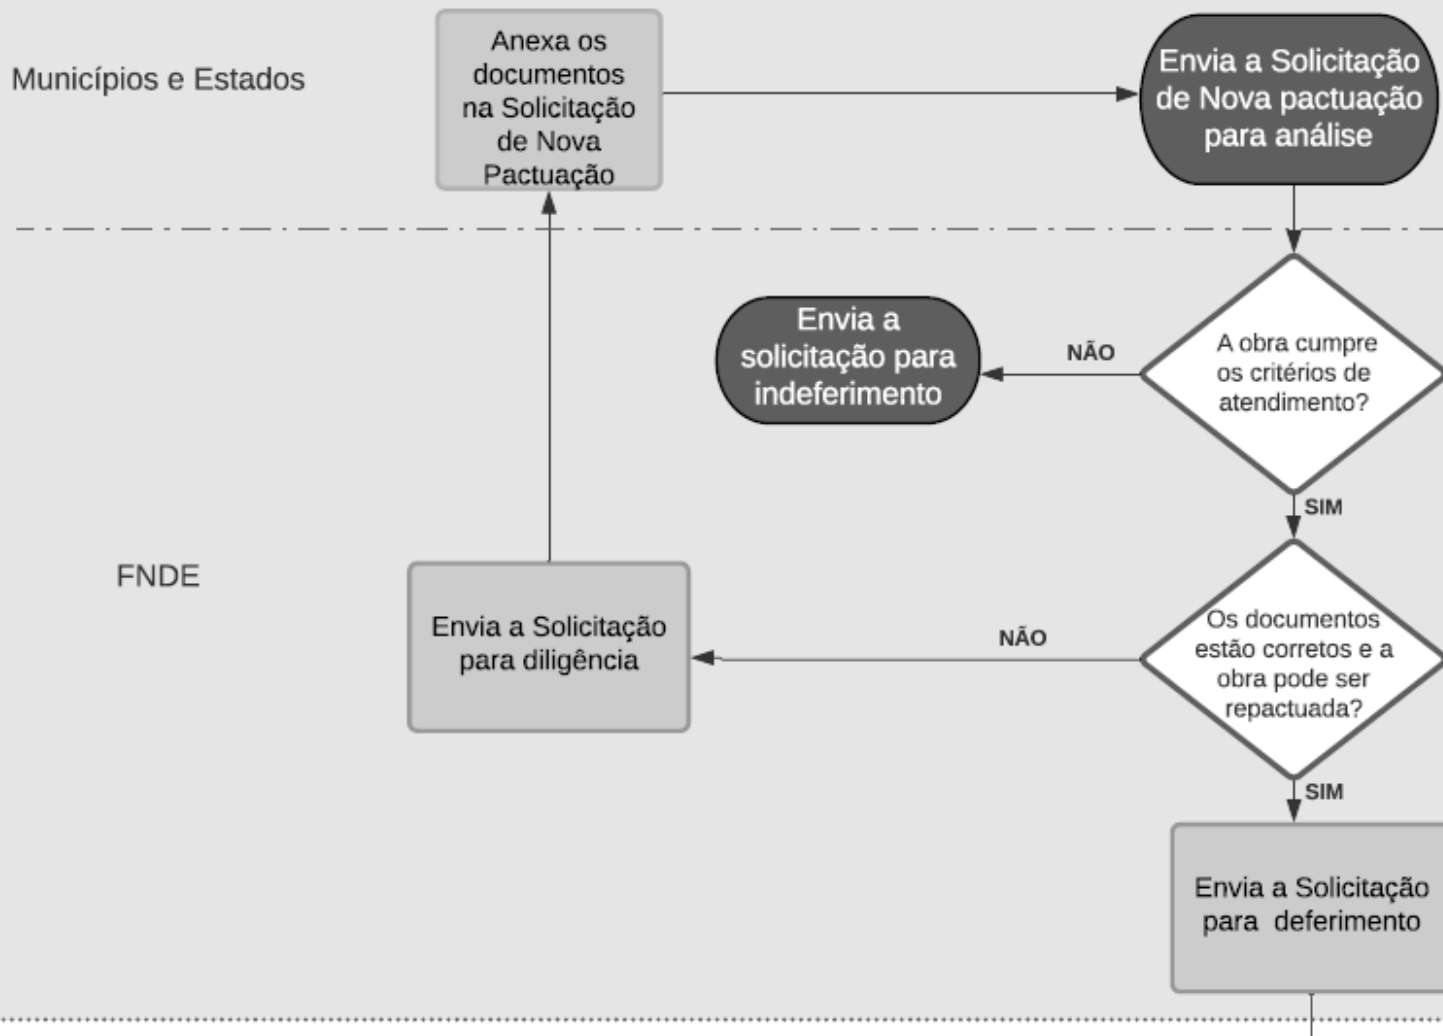 Municípios e Estados
Anexa os
documentos
na Solicitação
de Nova
Pactuação
Envia a Solicitação
de Nova pactuação
para análise
Envia a
solicitação para
indeferimento
NÃO
A obra cumpre
os critérios de
atendimento?
SIM
FNDE
Envia a Solicitação
para diligência
NÃO
Os documentos
estão corretos e a
obra pode ser
repactuada?
SIM
Envia a Solicitação
para  deferimento